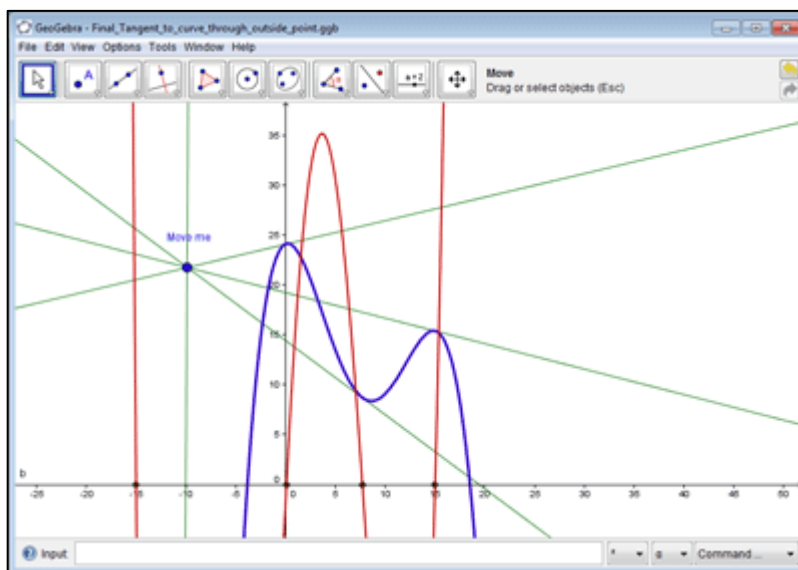 GeoGebra - Final_Tangent_to_curve_through_outside_point.ggb
File Edit View Options Tools Window Help
A
a=2
Move
Drag or select objects (Esc)
35
30
25
Move me
20
15
10
5
b
0
-25 -20 -15 -10 -5 0 5 10 15 20 25 30 35 40 45 50
Input
α
Command ...